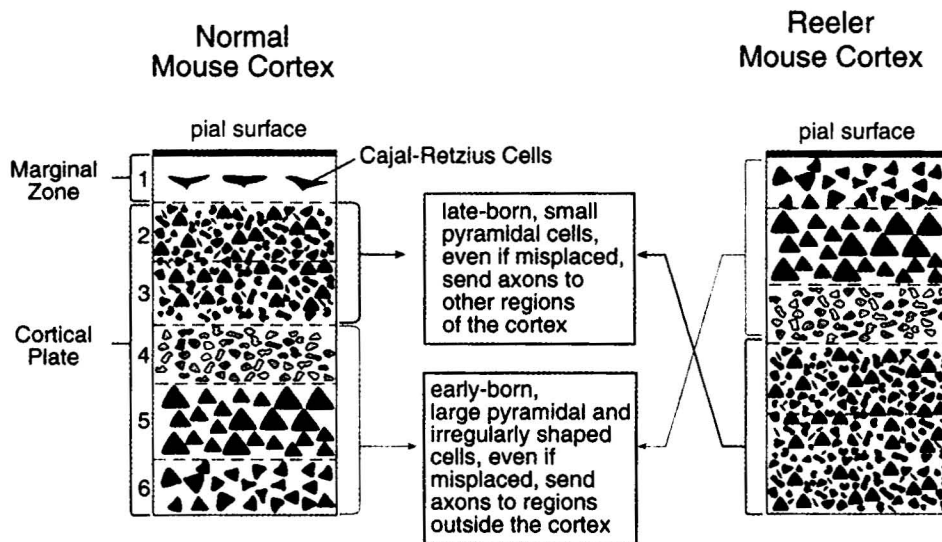 Normal
Mouse Cortex
Reeler
Mouse Cortex
pial surface
pial surface
Marginal
Zone
Cajal-Retzius Cells
1
2
3
4
5
6
Cortical
Plate
late-born, small
pyramidal cells,
even if misplaced,
send axons to
other regions
of the cortex
early-born,
large pyramidal and
irregularly shaped
cells, even if
misplaced, send
axons to regions
outside the cortex